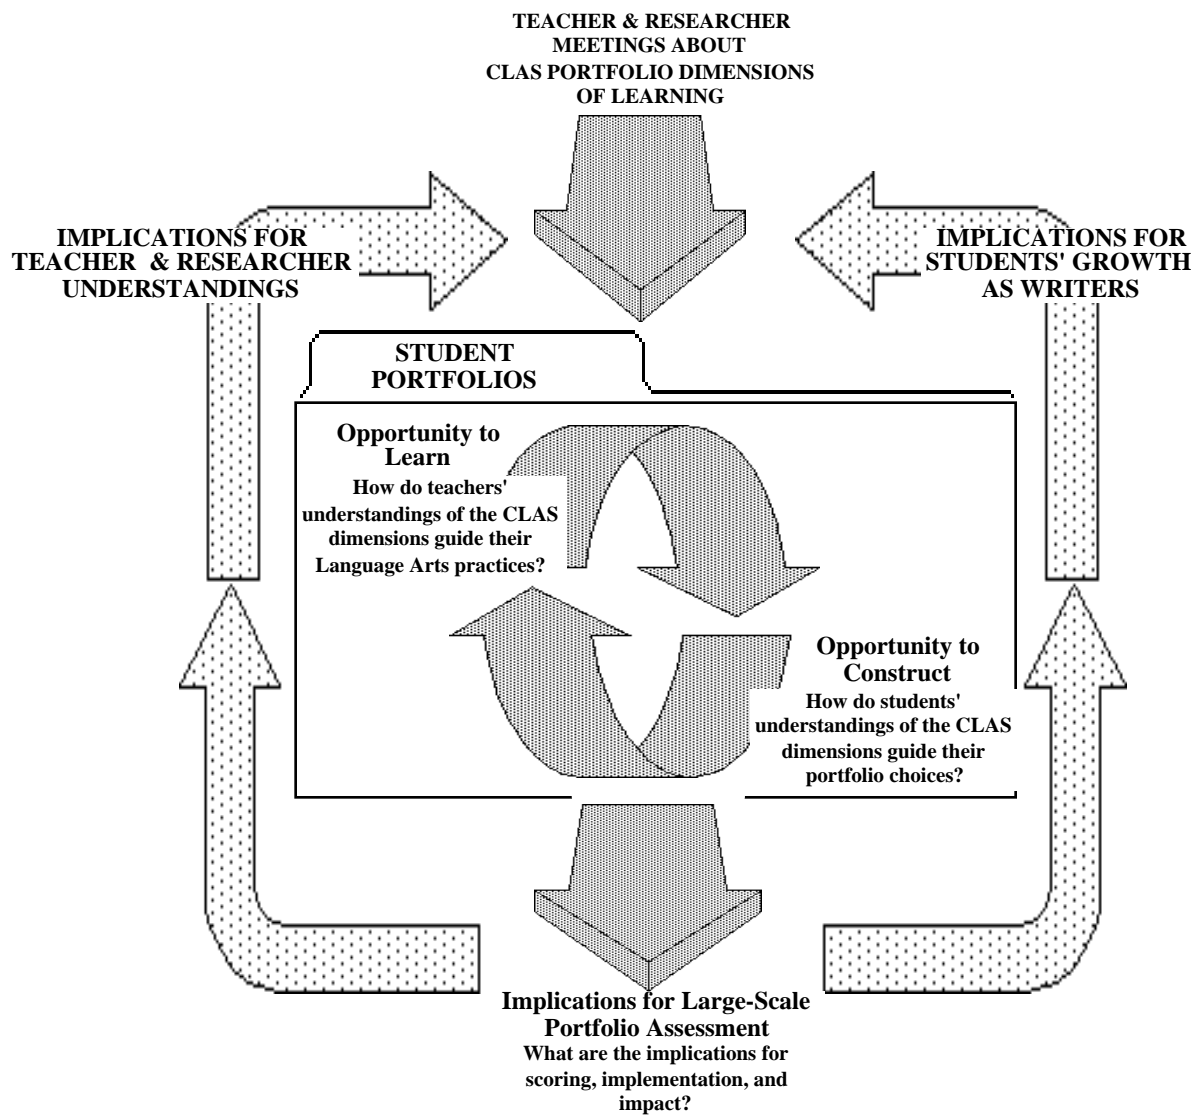 TEACHER & RESEARCHER
MEETINGS ABOUT
CLAS PORTFOLIO DIMENSIONS
OF LEARNING
IMPLICATIONS FOR
TEACHER & RESEARCHER
UNDERSTANDINGS
IMPLICATIONS FOR
STUDENTS' GROWTH
AS WRITERS
STUDENT
PORTFOLIOS
Opportunity to
Learn
How do teachers'
understandings of the CLAS
dimensions guide their
Language Arts practices?
Opportunity to
Construct
How do students'
understandings of the CLAS
dimensions guide their
portfolio choices?
Implications for Large-Scale
Portfolio Assessment
What are the implications for
scoring, implementation, and
impact?